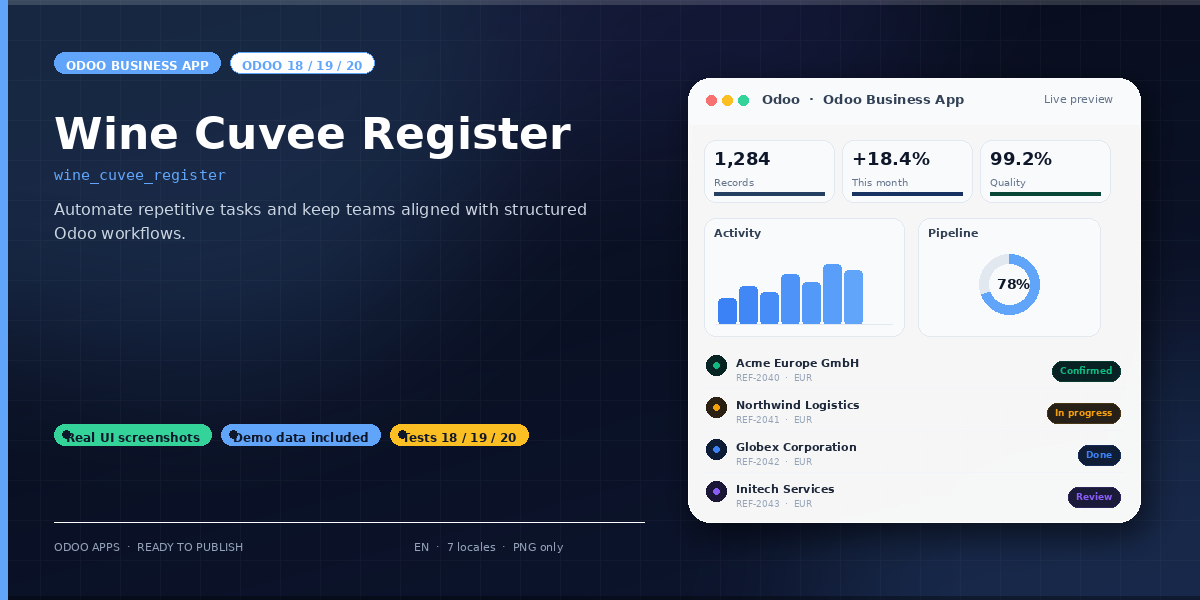 ODOO BUSINESS APP
ODOO 18 / 19 / 20
Wine Cuvee Register
wine_cuvee_register
Automate repetitive tasks and keep teams aligned with structured
Odoo workflows.
Real UI screenshots
Demo data included
Tests 18 / 19 / 20
ODOO APPS · READY TO PUBLISH
EN · 7 locales · PNG only
Odoo · Odoo Business App
Live preview
1,284
Records
+18.4%
This month
99.2%
Quality
Activity
Pipeline
78%
Acme Europe GmbH
REF-2040 · EUR
Confirmed
Northwind Logistics
REF-2041 · EUR
In progress
Globex Corporation
REF-2042 · EUR
Done
Initech Services
REF-2043 · EUR
Review